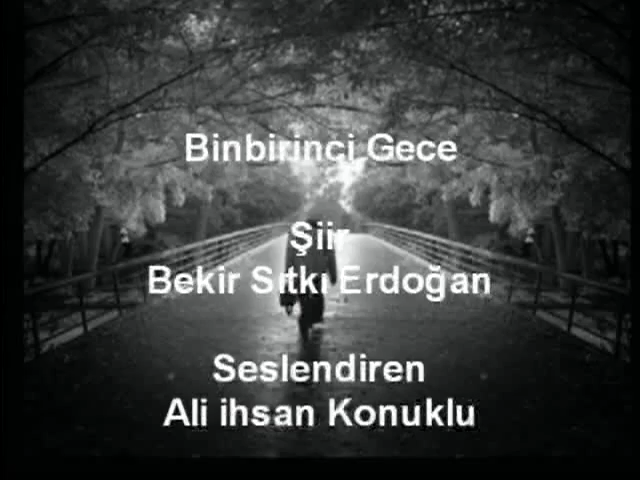 Binbirinci Gece
Şiir
Bekir Sıtkı Erdoğan
Seslendiren
Ali ihsan Konuklu